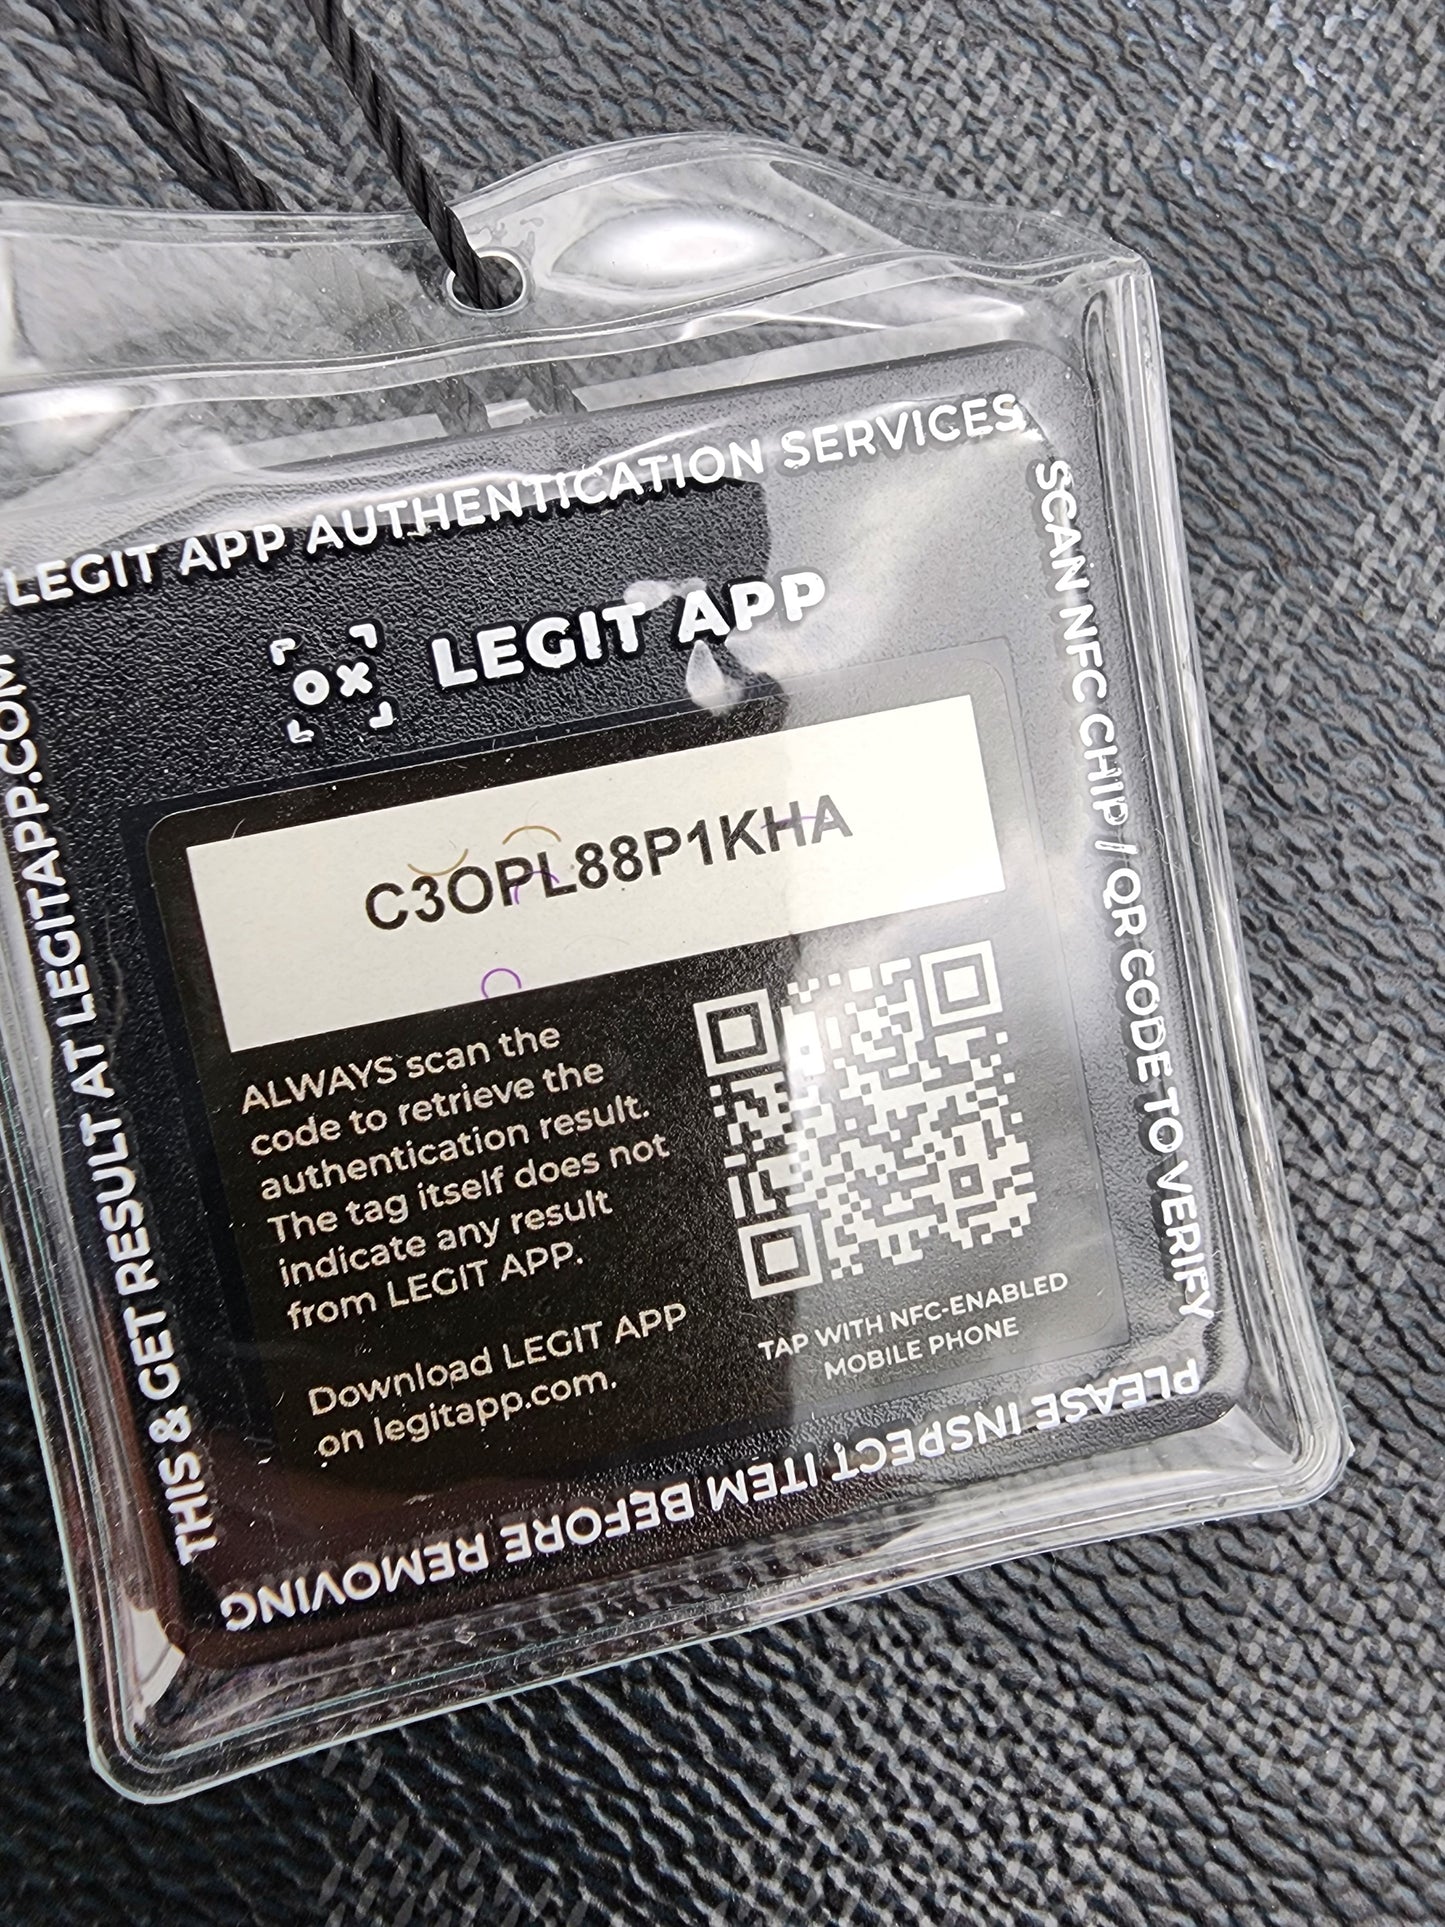 LEGIT APP AUTHENTICATION SERVICES
SCAN NFC CHIP / QR CODE TO VERIFY
PLEASE INSPECT ITEM BEFORE REMOVING
THIS & GET RESULT AT LEGITAPP.COM
OX LEGIT APP
C3OPL88P1KHA
ALWAYS scan the
code to retrieve the
authentication result.
The tag itself does not
indicate any result
from LEGIT APP.
Download LEGIT APP
on legitapp.com.
TAP WITH NFC-ENABLED
MOBILE PHONE